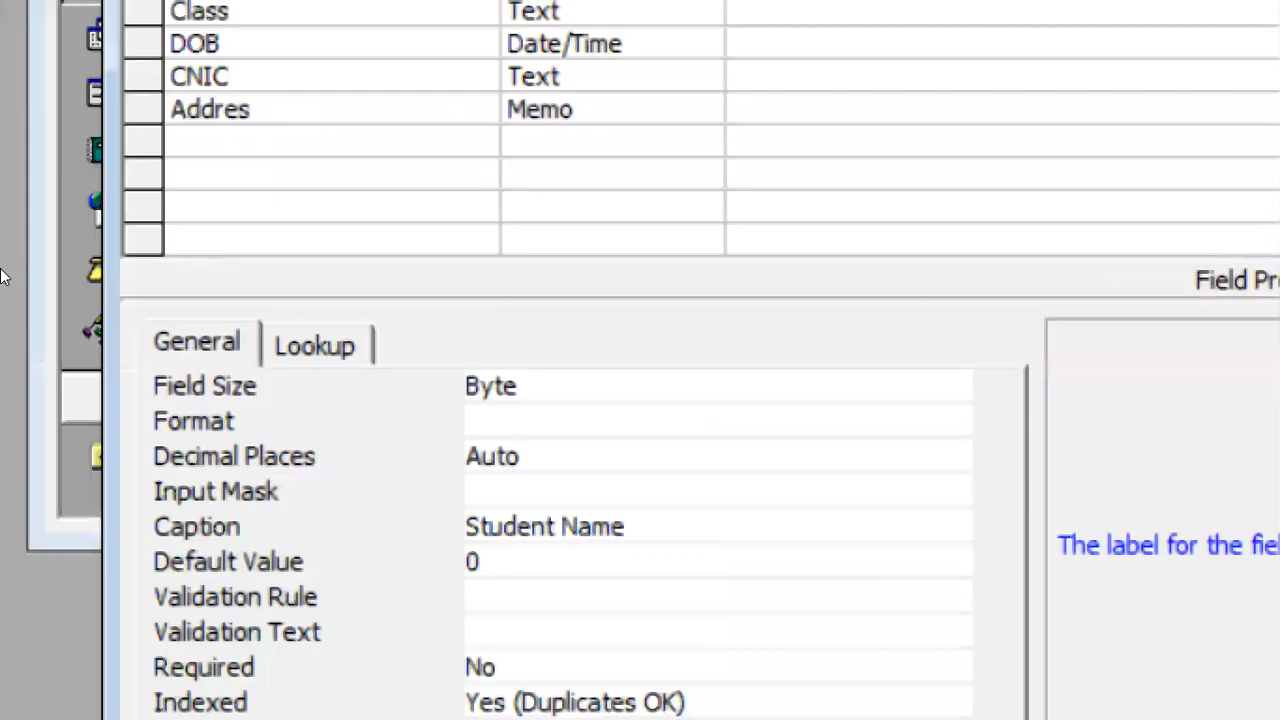 Class Text
DOB Date/Time
CNIC Text
Addres Memo
Field Pr
General Lookup
Field Size Byte
Format
Decimal Places Auto
Input Mask
Caption Student Name
The label for the fie
Default Value 0
Validation Rule
Validation Text
Required No
Indexed Yes (Duplicates OK)